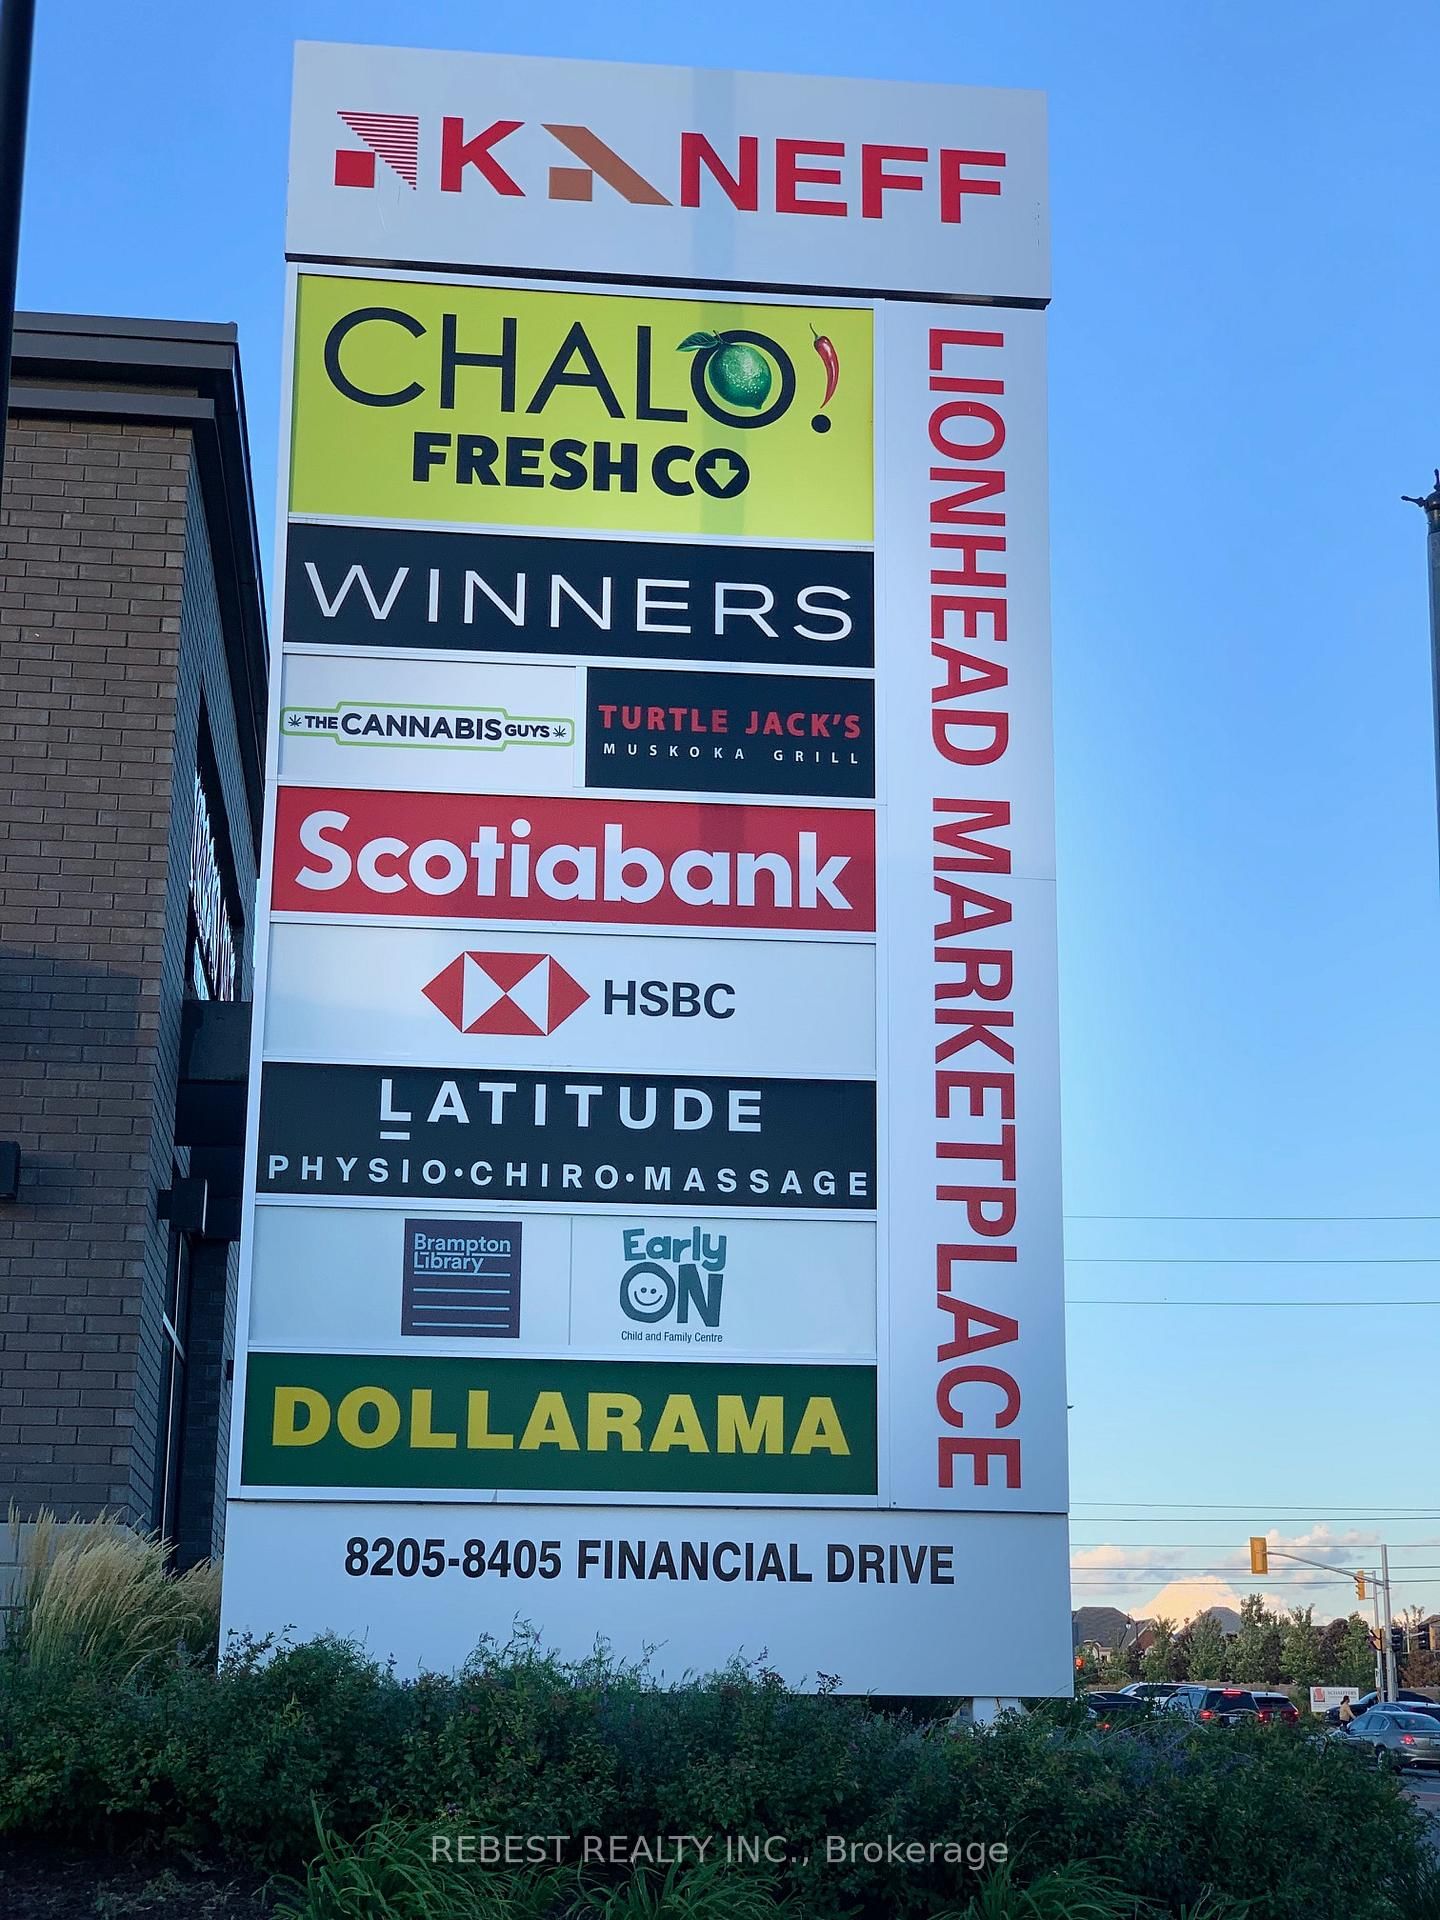 KANEFF
CHALO!
FRESHCO
WINNERS
THE CANNABIS GUYS
TURTLE JACK'S
MUSKOKA GRILL
Scotiabank
HSBC
LATITUDE
PHYSIO•CHIRO•MASSAGE
Brampton
Library
Early
ON
Child and Family Centre
DOLLARAMA
LIONHEAD MARKETPLACE
8205-8405 FINANCIAL DRIVE
REBEST REALTY INC., Brokerage